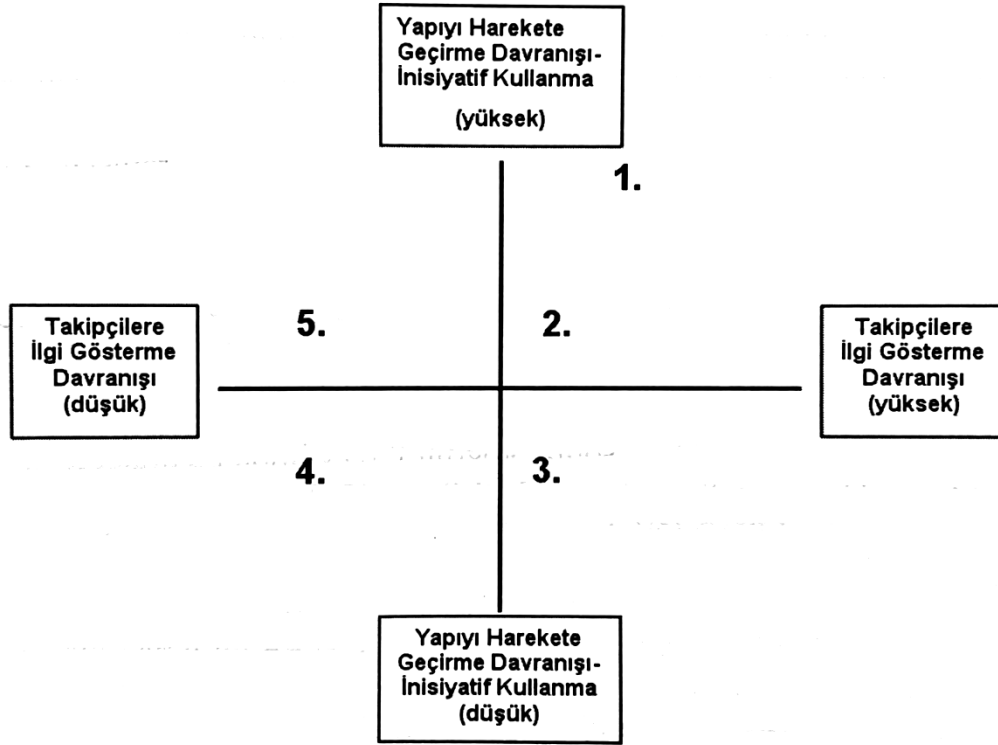 Yapıyı Harekete
Geçirme Davranışı-
İnisiyatif Kullanma
(yüksek)
1.
Takipçilere
İlgi Gösterme
Davranışı
(düşük)
5.
2.
Takipçilere
İlgi Gösterme
Davranışı
(yüksek)
4.
3.
Yapıyı Harekete
Geçirme Davranışı-
İnisiyatif Kullanma
(düşük)